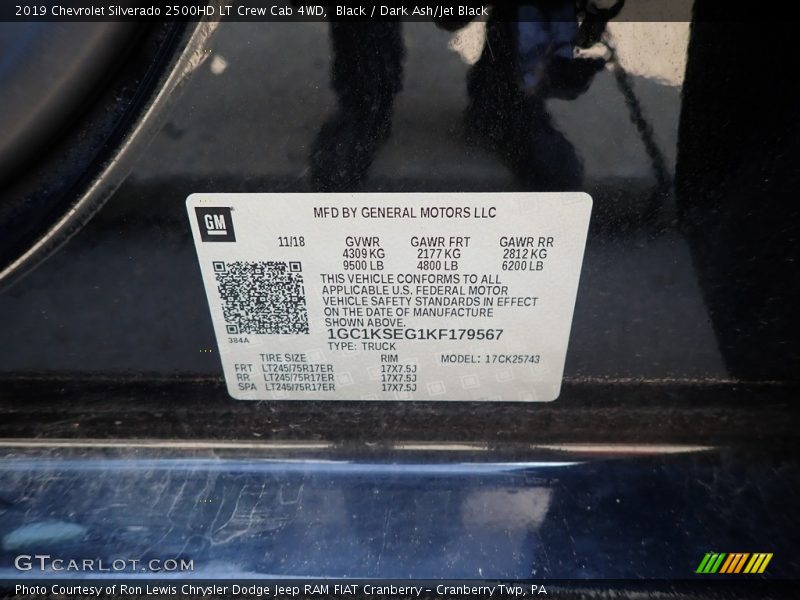 2019 Chevrolet Silverado 2500HD LT Crew Cab 4WD, Black / Dark Ash/Jet Black
GM
MFD BY GENERAL MOTORS LLC
11/18 GVWR GAWR FRT GAWR RR
4309 KG 2177 KG 2812 KG
9500 LB 4800 LB 6200 LB
THIS VEHICLE CONFORMS TO ALL
APPLICABLE U.S. FEDERAL MOTOR
VEHICLE SAFETY STANDARDS IN EFFECT
ON THE DATE OF MANUFACTURE
SHOWN ABOVE.
384A
1GC1KSEG1KF179567
TYPE: TRUCK
TIRE SIZE RIM MODEL: 17CK25743
FRT LT245/75R17ER 17X7.5J
RR LT245/75R17ER 17X7.5J
SPA LT245/75R17ER 17X7.5J
GTCARLOT.COM
Photo Courtesy of Ron Lewis Chrysler Dodge Jeep RAM FIAT Cranberry – Cranberry Twp, PA